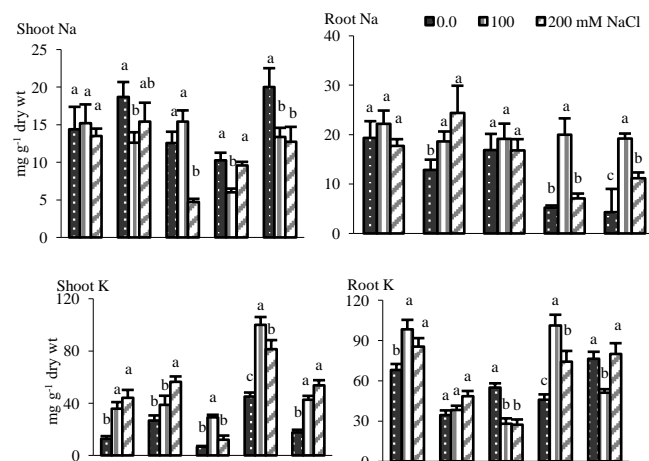 Shoot Na
Root Na
0.0 100 200 mM NaCl
mg g⁻¹ dry wt
25
20
15
10
5
0
a a a
a b ab
a a b
a b a
a b b
40
30
20
10
0
a a a
b a a
a a a
b a b
c a b
Shoot K
Root K
mg g⁻¹ dry wt
120
80
40
0
b a a
b b a
b a b
c a b
b a a
120
90
60
30
0
b a a
a a a
a b b
c a b
a b a